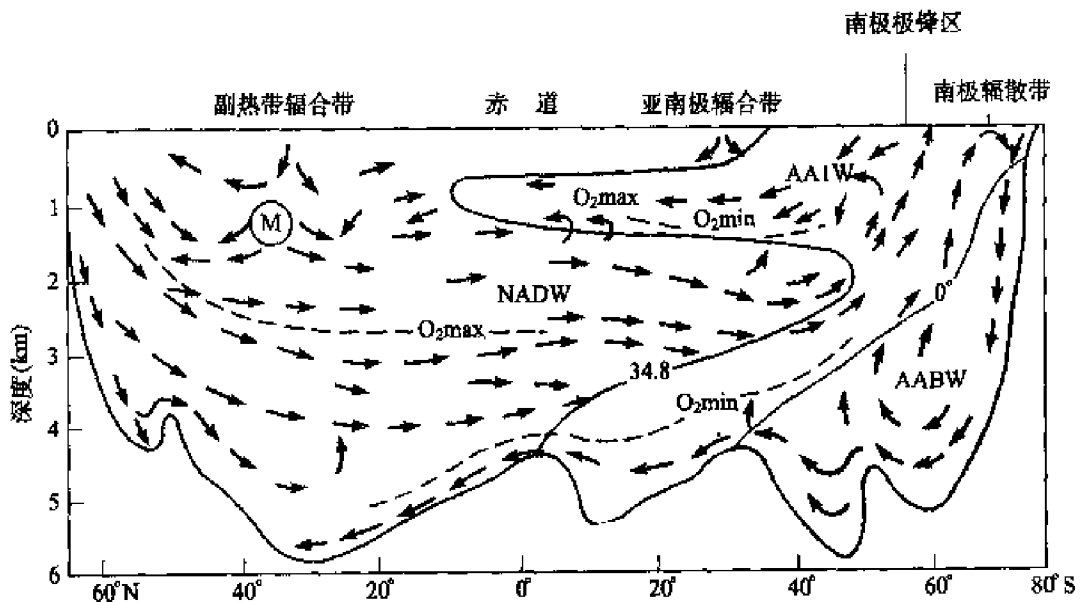 南极极锋区
副热带辐合带 赤 道 亚南极辐合带 南极辐散带
0
1
2
3
4
5
6
深度(km)
M
AA1W
O₂max
O₂min
NADW
0°
O₂max
34.8
O₂min
AABW
60°N 40° 20° 0° 20° 40° 60° 80°S